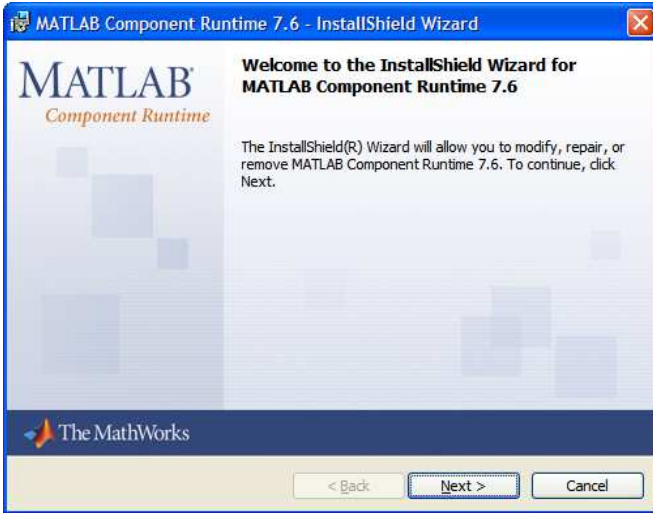 MATLAB Component Runtime 7.6 - InstallShield Wizard
MATLAB®
Component Runtime
Welcome to the InstallShield Wizard for
MATLAB Component Runtime 7.6
The InstallShield(R) Wizard will allow you to modify, repair, or
remove MATLAB Component Runtime 7.6. To continue, click
Next.
The MathWorks
< Back
Next >
Cancel